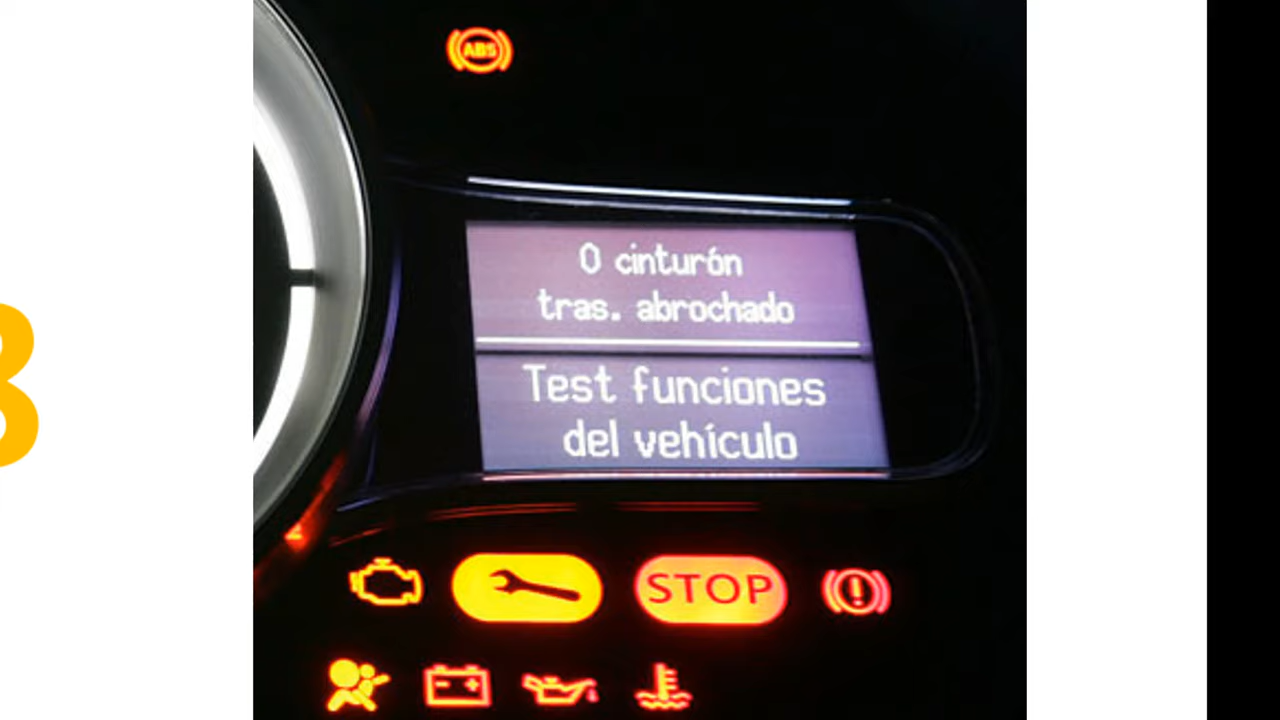 ABS
0 cinturón
tras. abrochado
Test funciones
del vehículo
STOP